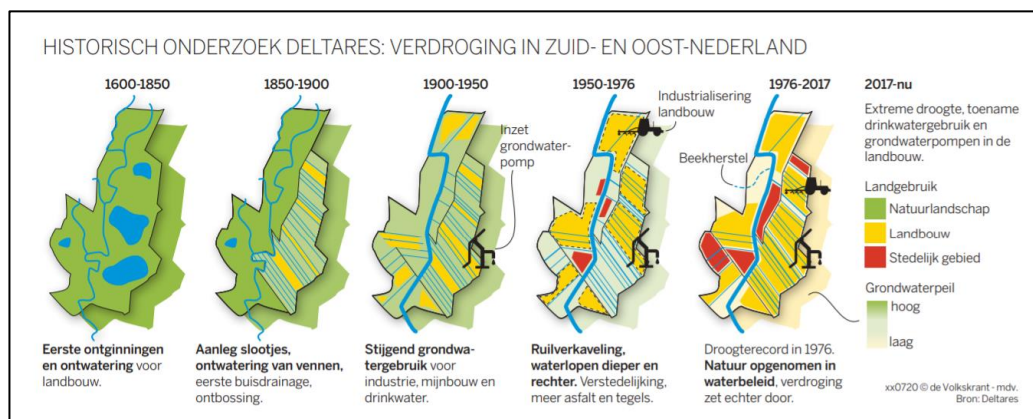 HISTORISCH ONDERZOEK DELTARES: VERDROGING IN ZUID- EN OOST-NEDERLAND
1600-1850
Eerste ontginningen
en ontwatering voor
landbouw.
1850-1900
Aanleg slootjes,
ontwatering van vennen,
eerste buisdrainage,
ontbossing.
1900-1950
Inzet
grondwater-
pomp
Stijgend grondwa-
tergebruik voor
industrie, mijnbouw en
drinkwater.
1950-1976
Industrialisering
landbouw
Ruilverkaveling,
waterlopen dieper en
rechter. Verstedelijking,
meer asfalt en tegels.
1976-2017
Beekherstel
Droogterecord in 1976.
Natuur opgenomen in
waterbeleid, verdroging
zet echter door.
2017-nu
Extreme droogte, toename
drinkwatergebruik en
grondwaterpompen in de
landbouw.
Landgebruik
Natuurlandschap
Landbouw
Stedelijk gebied
Grondwaterpeil
hoog
laag
xx0720 © de Volkskrant - mdv.
Bron: Deltares